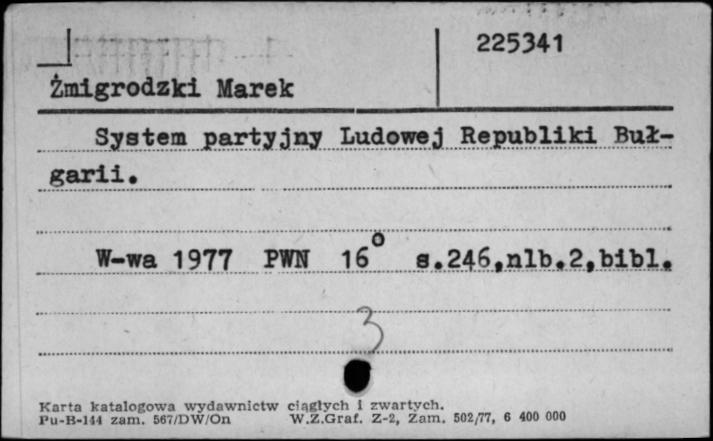 225341
Żmigrodzki Marek
System partyjny Ludowej Republiki Buł-
garii.
W-wa 1977 PWN 16° s.246,nlb.2,bibl.
3
Karta katalogowa wydawnictw ciągłych i zwartych.
Pu-B-144 zam. 567/DW/On W.Z.Graf. Z-2, Zam. 502/77, 6 400 000